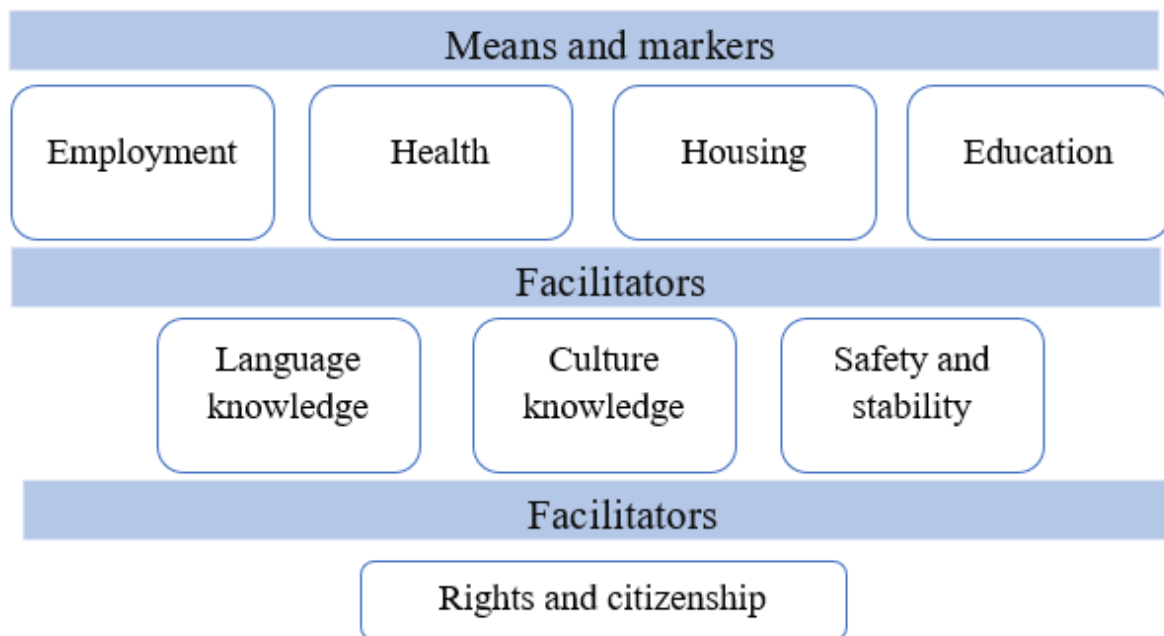 Means and markers
Employment
Health
Housing
Education
Facilitators
Language
knowledge
Culture
knowledge
Safety and
stability
Facilitators
Rights and citizenship